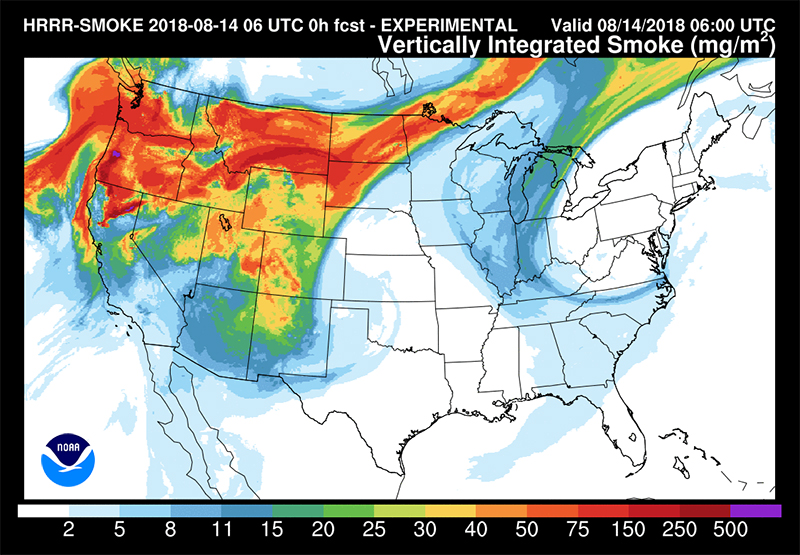 HRRR-SMOKE 2018-08-14 06 UTC 0h fcst - EXPERIMENTAL Valid 08/14/2018 06:00 UTC
Vertically Integrated Smoke (mg/m²)
NOAA
2 5 8 11 15 20 25 30 40 50 75 150 250 500